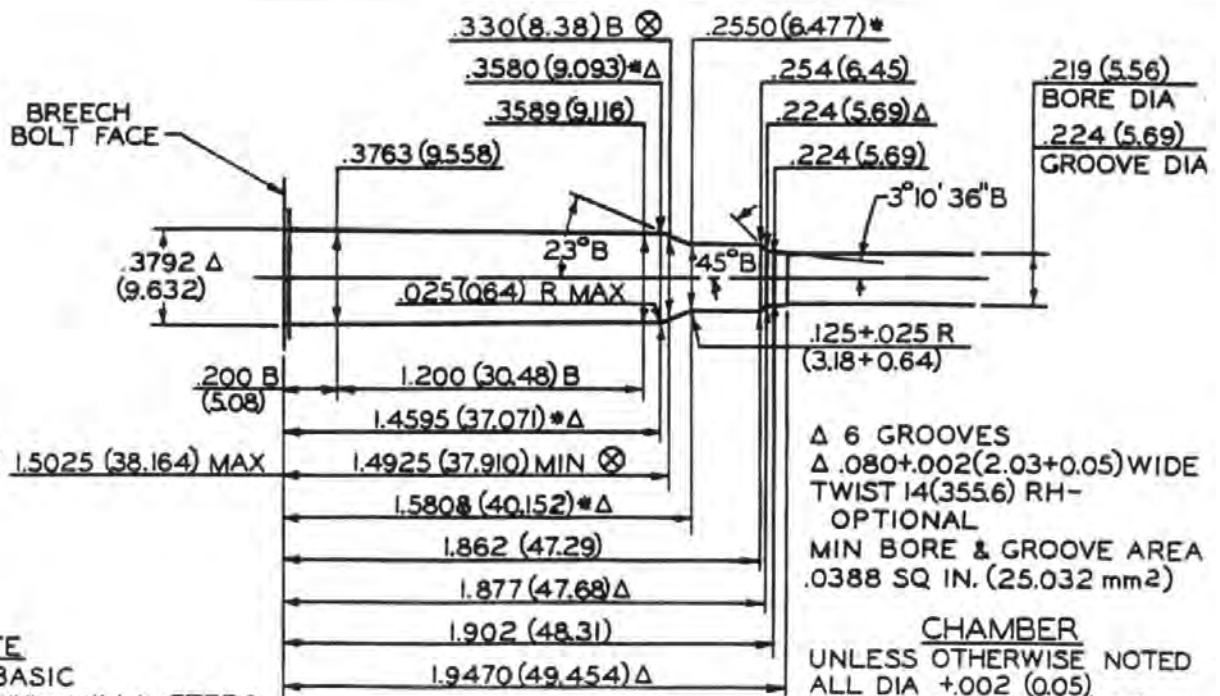 .330(8.38) B ⊗
.2550(6.477)*
.3580(9.093)*Δ
.254(6.45)
.219 (5.56)
BORE DIA
BREECH
BOLT FACE
.3589(9.116)
.224(5.69)Δ
.224 (5.69)
GROOVE DIA
.3763(9.558)
.224(5.69)
3°10'36"B
23°B
45°B
.3792 Δ
(9.632)
.025(0.64) R MAX
.125+.025 R
(3.18+0.64)
.200 B
(5.08)
1.200 (30.48) B
1.4595(37.071)*Δ
1.5025 (38.164) MAX
1.4925(37.910) MIN ⊗
1.5808(40.152)*Δ
1.862 (47.29)
1.877(47.68)Δ
1.902 (48.31)
1.9470(49.454)Δ
Δ 6 GROOVES
Δ .080+.002(2.03+0.05)WIDE
TWIST 14(355.6) RH-
OPTIONAL
MIN BORE & GROOVE AREA
.0388 SQ IN. (25.032 mm2)
CHAMBER
UNLESS OTHERWISE NOTED
ALL DIA +.002 (0.05)
BASIC